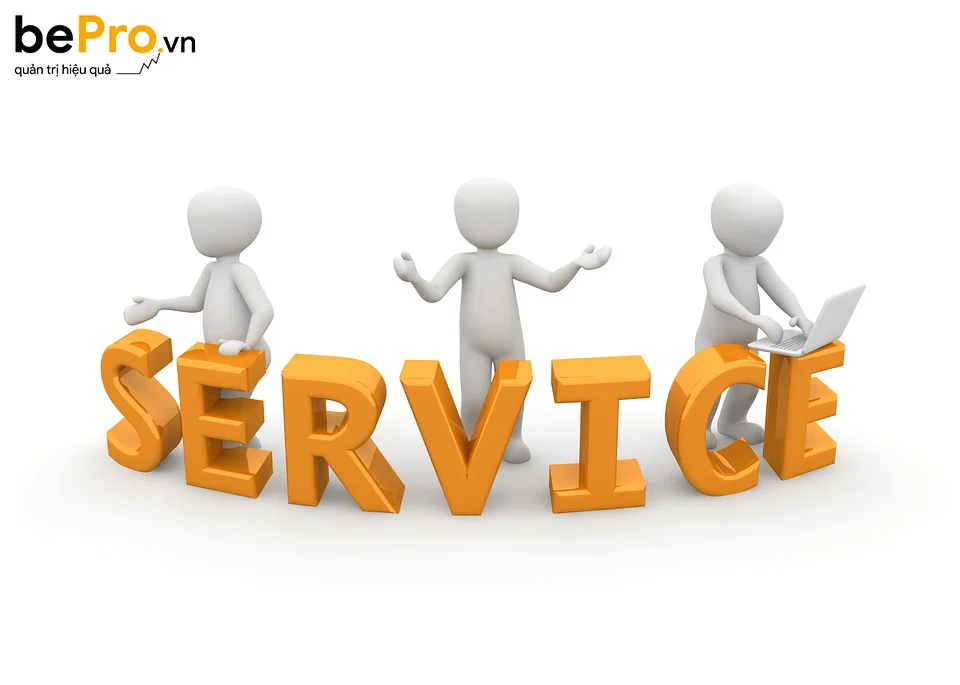 bePro.vn
quản trị hiệu quả
SERVICE